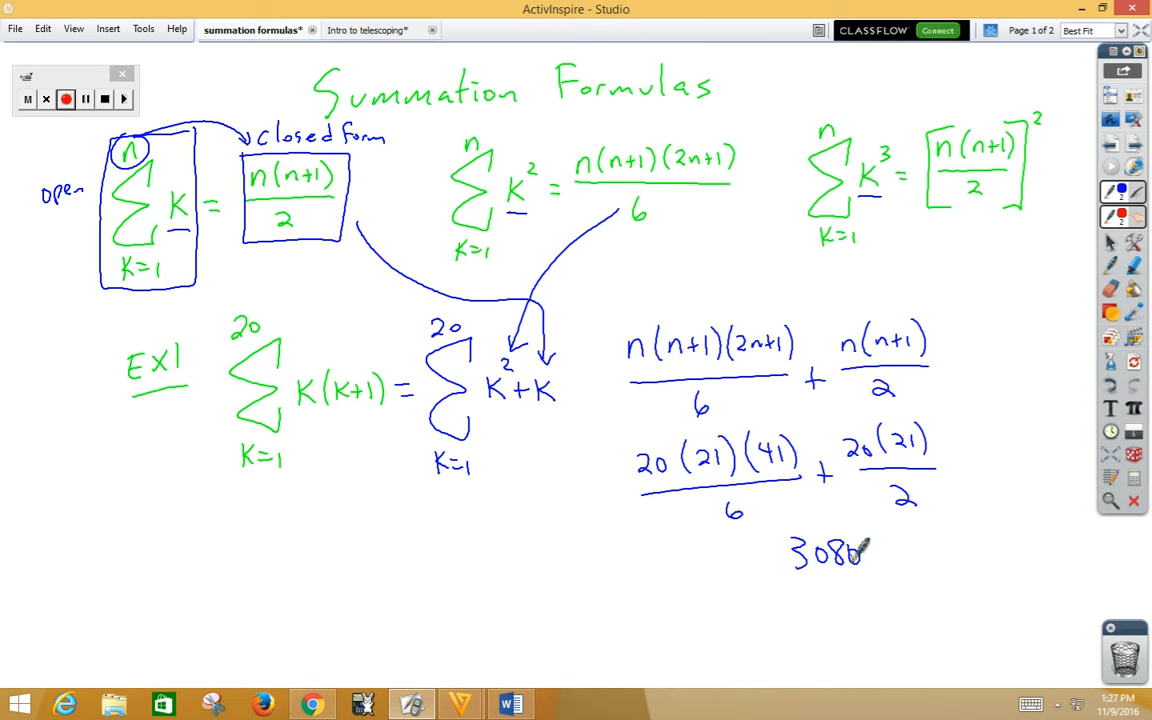 ActivInspire - Studio
File Edit View Insert Tools Help
summation formulas* Intro to telescoping* CLASSFLOW Connect Page 1 of 2 Best Fit
M
Summation Formulas
open n Σ K=1 K = closed form n(n+1) / 2
n Σ K=1 K² = n(n+1)(2n+1) / 6
n Σ K=1 K³ = [n(n+1) / 2]²
EX1 20 Σ K=1 K(K+1) = 20 Σ K=1 K² + K
n(n+1)(2n+1) / 6 + n(n+1) / 2
20(21)(41) / 6 + 20(21) / 2
3080
2
2
1:27 PM
11/9/2016